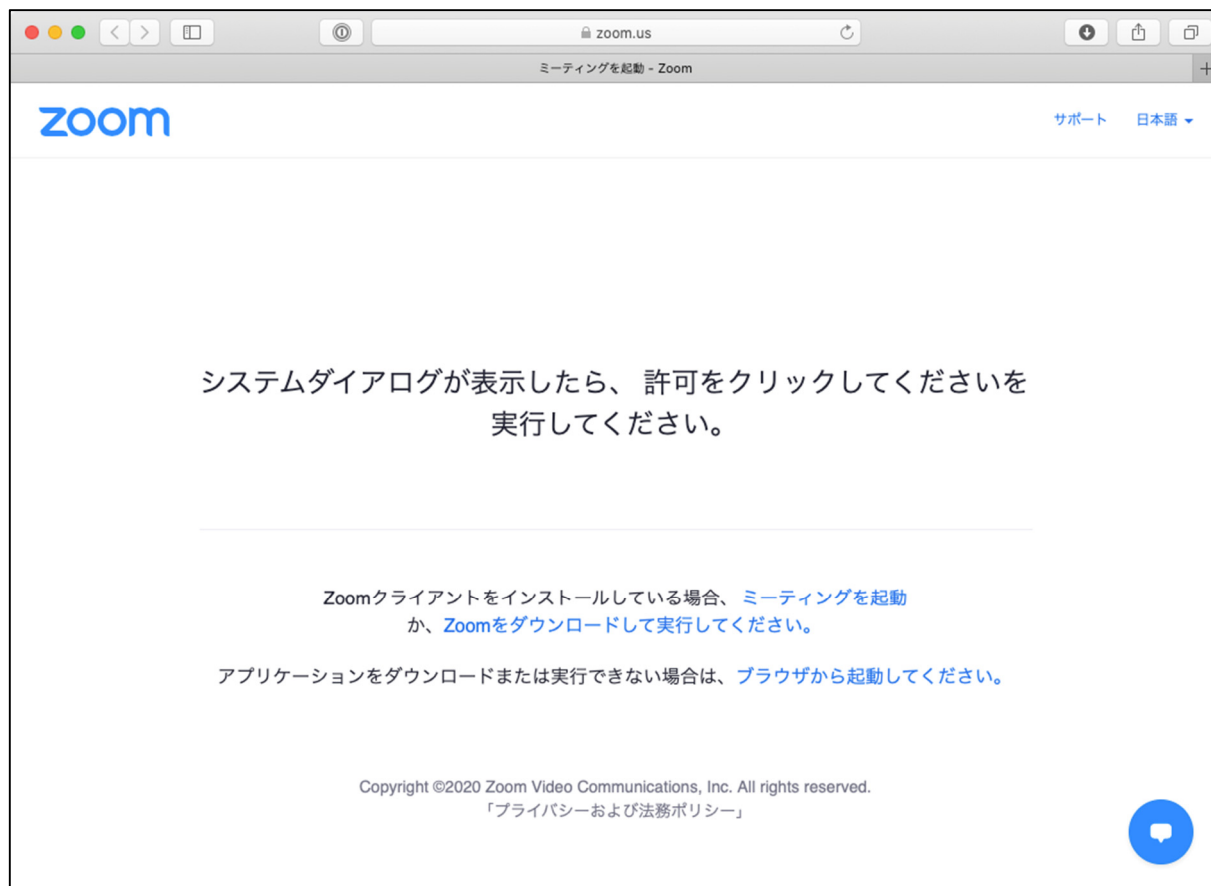 zoom.us
ミーティングを起動 - Zoom
zoom
サポート 日本語
システムダイアログが表示したら、 許可をクリックしてくださいを
実行してください。
Zoomクライアントをインストールしている場合、 ミーティングを起動
か、Zoomをダウンロードして実行してください。
アプリケーションをダウンロードまたは実行できない場合は、ブラウザから起動してください。
Copyright ©2020 Zoom Video Communications, Inc. All rights reserved.
「プライバシーおよび法務ポリシー」